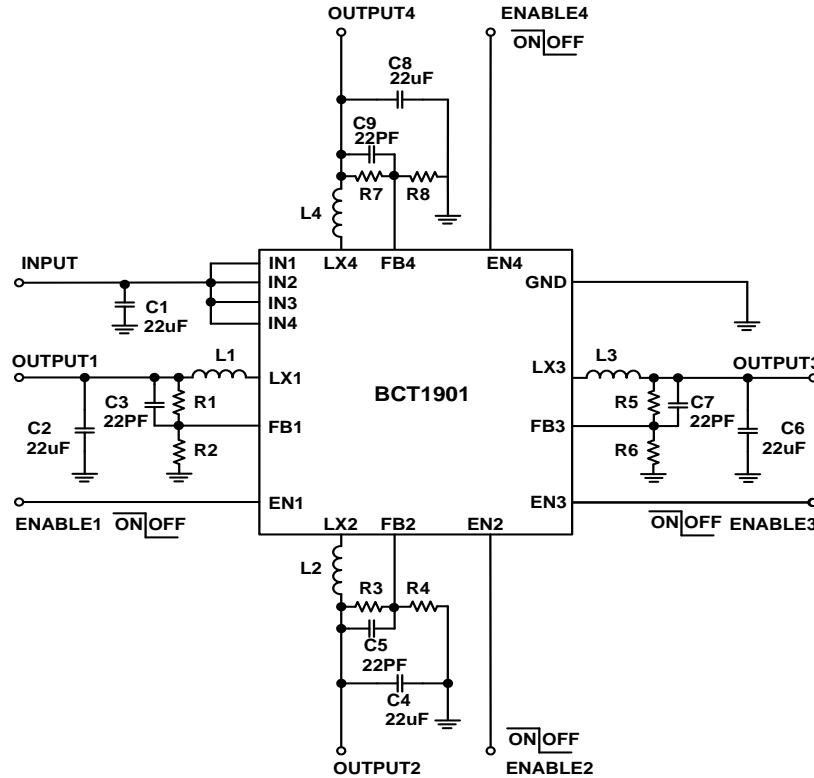 OUTPUT4
ENABLE4
ON OFF
C8
22uF
C9
22PF
R7
R8
L4
INPUT
IN1
LX4
FB4
EN4
IN2
GND
IN3
C1
22uF
IN4
OUTPUT1
L1
LX1
LX3
L3
OUTPUT3
BCT1901
C3
22PF
R1
R5
C7
22PF
C2
22uF
FB1
FB3
C6
22uF
R2
R6
EN1
EN3
ENABLE1
ON OFF
LX2
FB2
EN2
ON OFF
ENABLE3
L2
R3
R4
C5
22PF
C4
22uF
ON OFF
OUTPUT2
ENABLE2